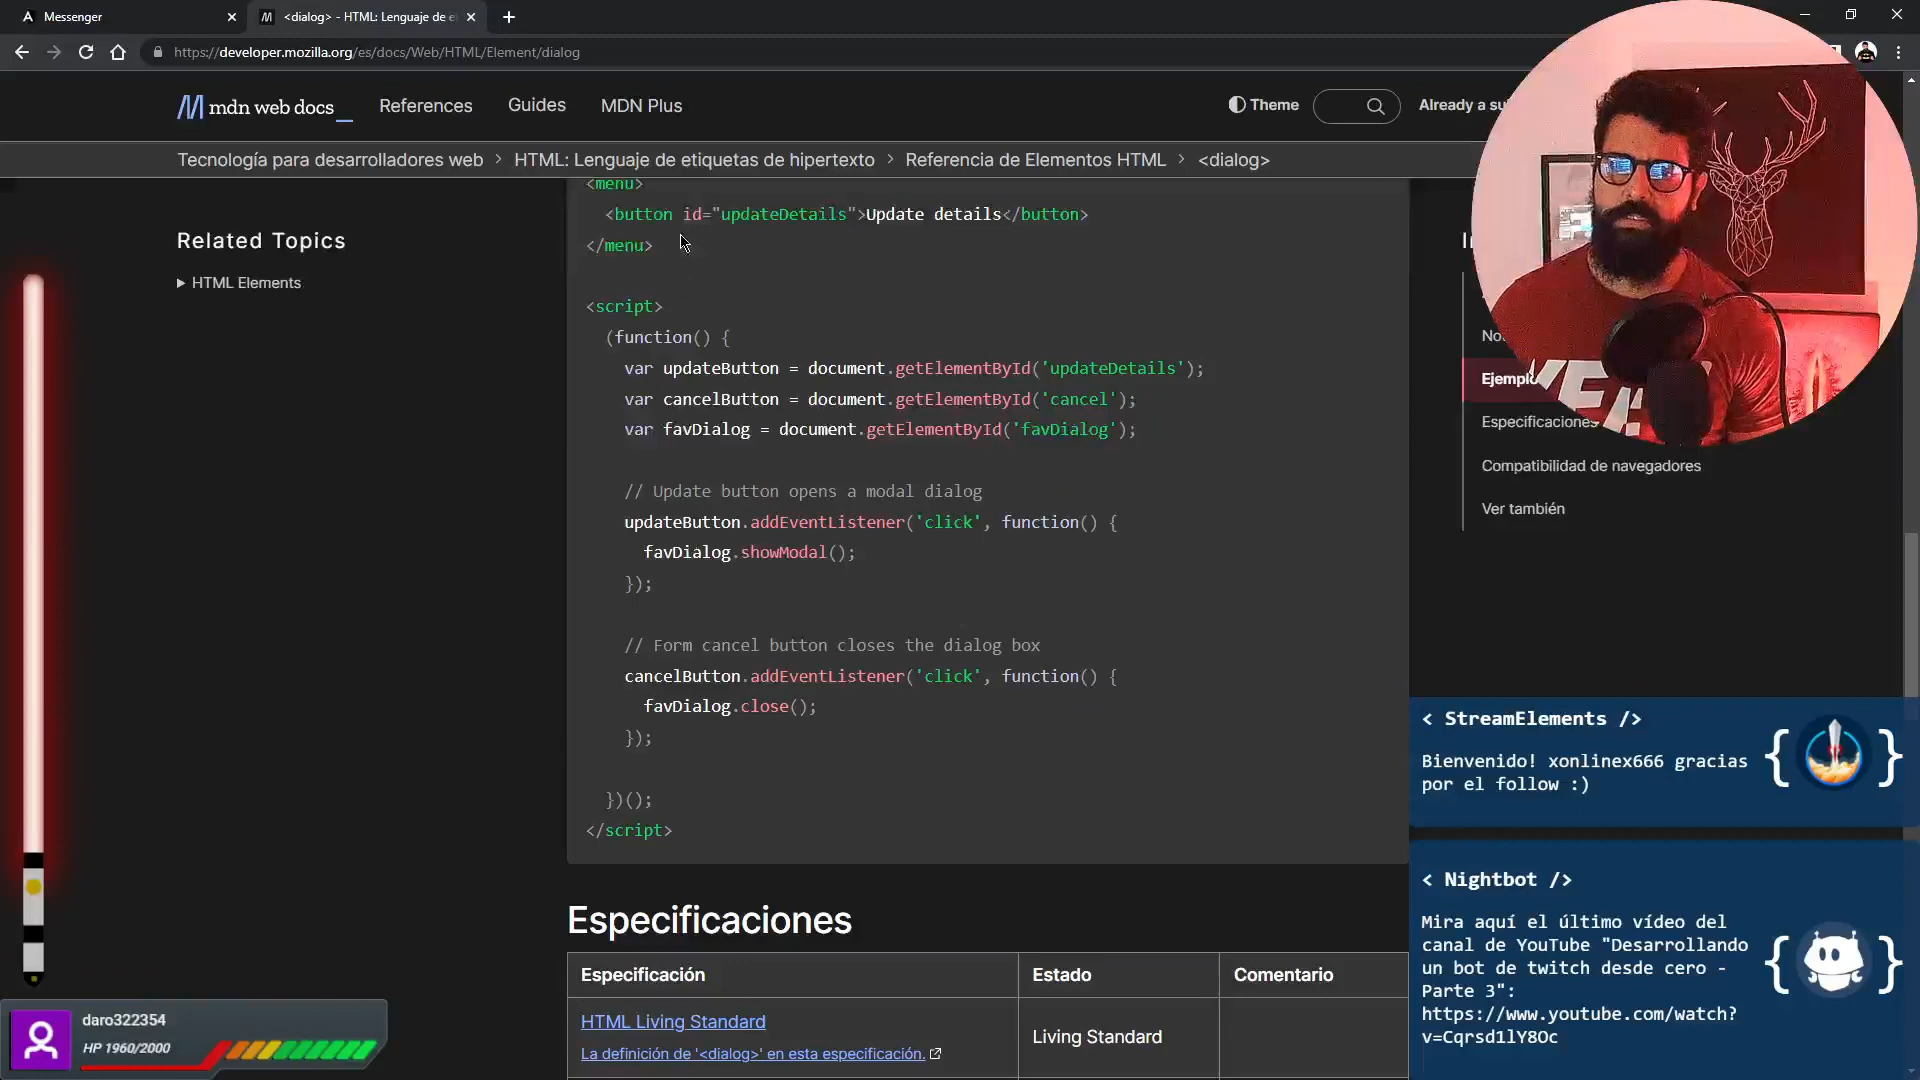 Messenger
<dialog> - HTML: Lenguaje de e
https://developer.mozilla.org/es/docs/Web/HTML/Element/dialog
mdn web docs_
References
Guides
MDN Plus
Theme
Already a su
Tecnología para desarrolladores web > HTML: Lenguaje de etiquetas de hipertexto > Referencia de Elementos HTML > <dialog>
Related Topics
HTML Elements
<menu>
<button id="updateDetails">Update details</button>
</menu>
<script>
(function() {
var updateButton = document.getElementById('updateDetails');
var cancelButton = document.getElementById('cancel');
var favDialog = document.getElementById('favDialog');
// Update button opens a modal dialog
updateButton.addEventListener('click', function() {
favDialog.showModal();
});
// Form cancel button closes the dialog box
cancelButton.addEventListener('click', function() {
favDialog.close();
});
})();
</script>
Especificaciones
Especificación
Estado
Comentario
HTML Living Standard
La definición de '<dialog>' en esta especificación.
Living Standard
Ejemplo
Especificaciones
Compatibilidad de navegadores
Ver también
< StreamElements />
Bienvenido! xonlinex666 gracias
por el follow :)
< Nightbot />
Mira aquí el último vídeo del
canal de YouTube "Desarrollando
un bot de twitch desde cero -
Parte 3":
https://www.youtube.com/watch?
v=Cqrsd1lY8Oc
daro322354
HP 1960/2000